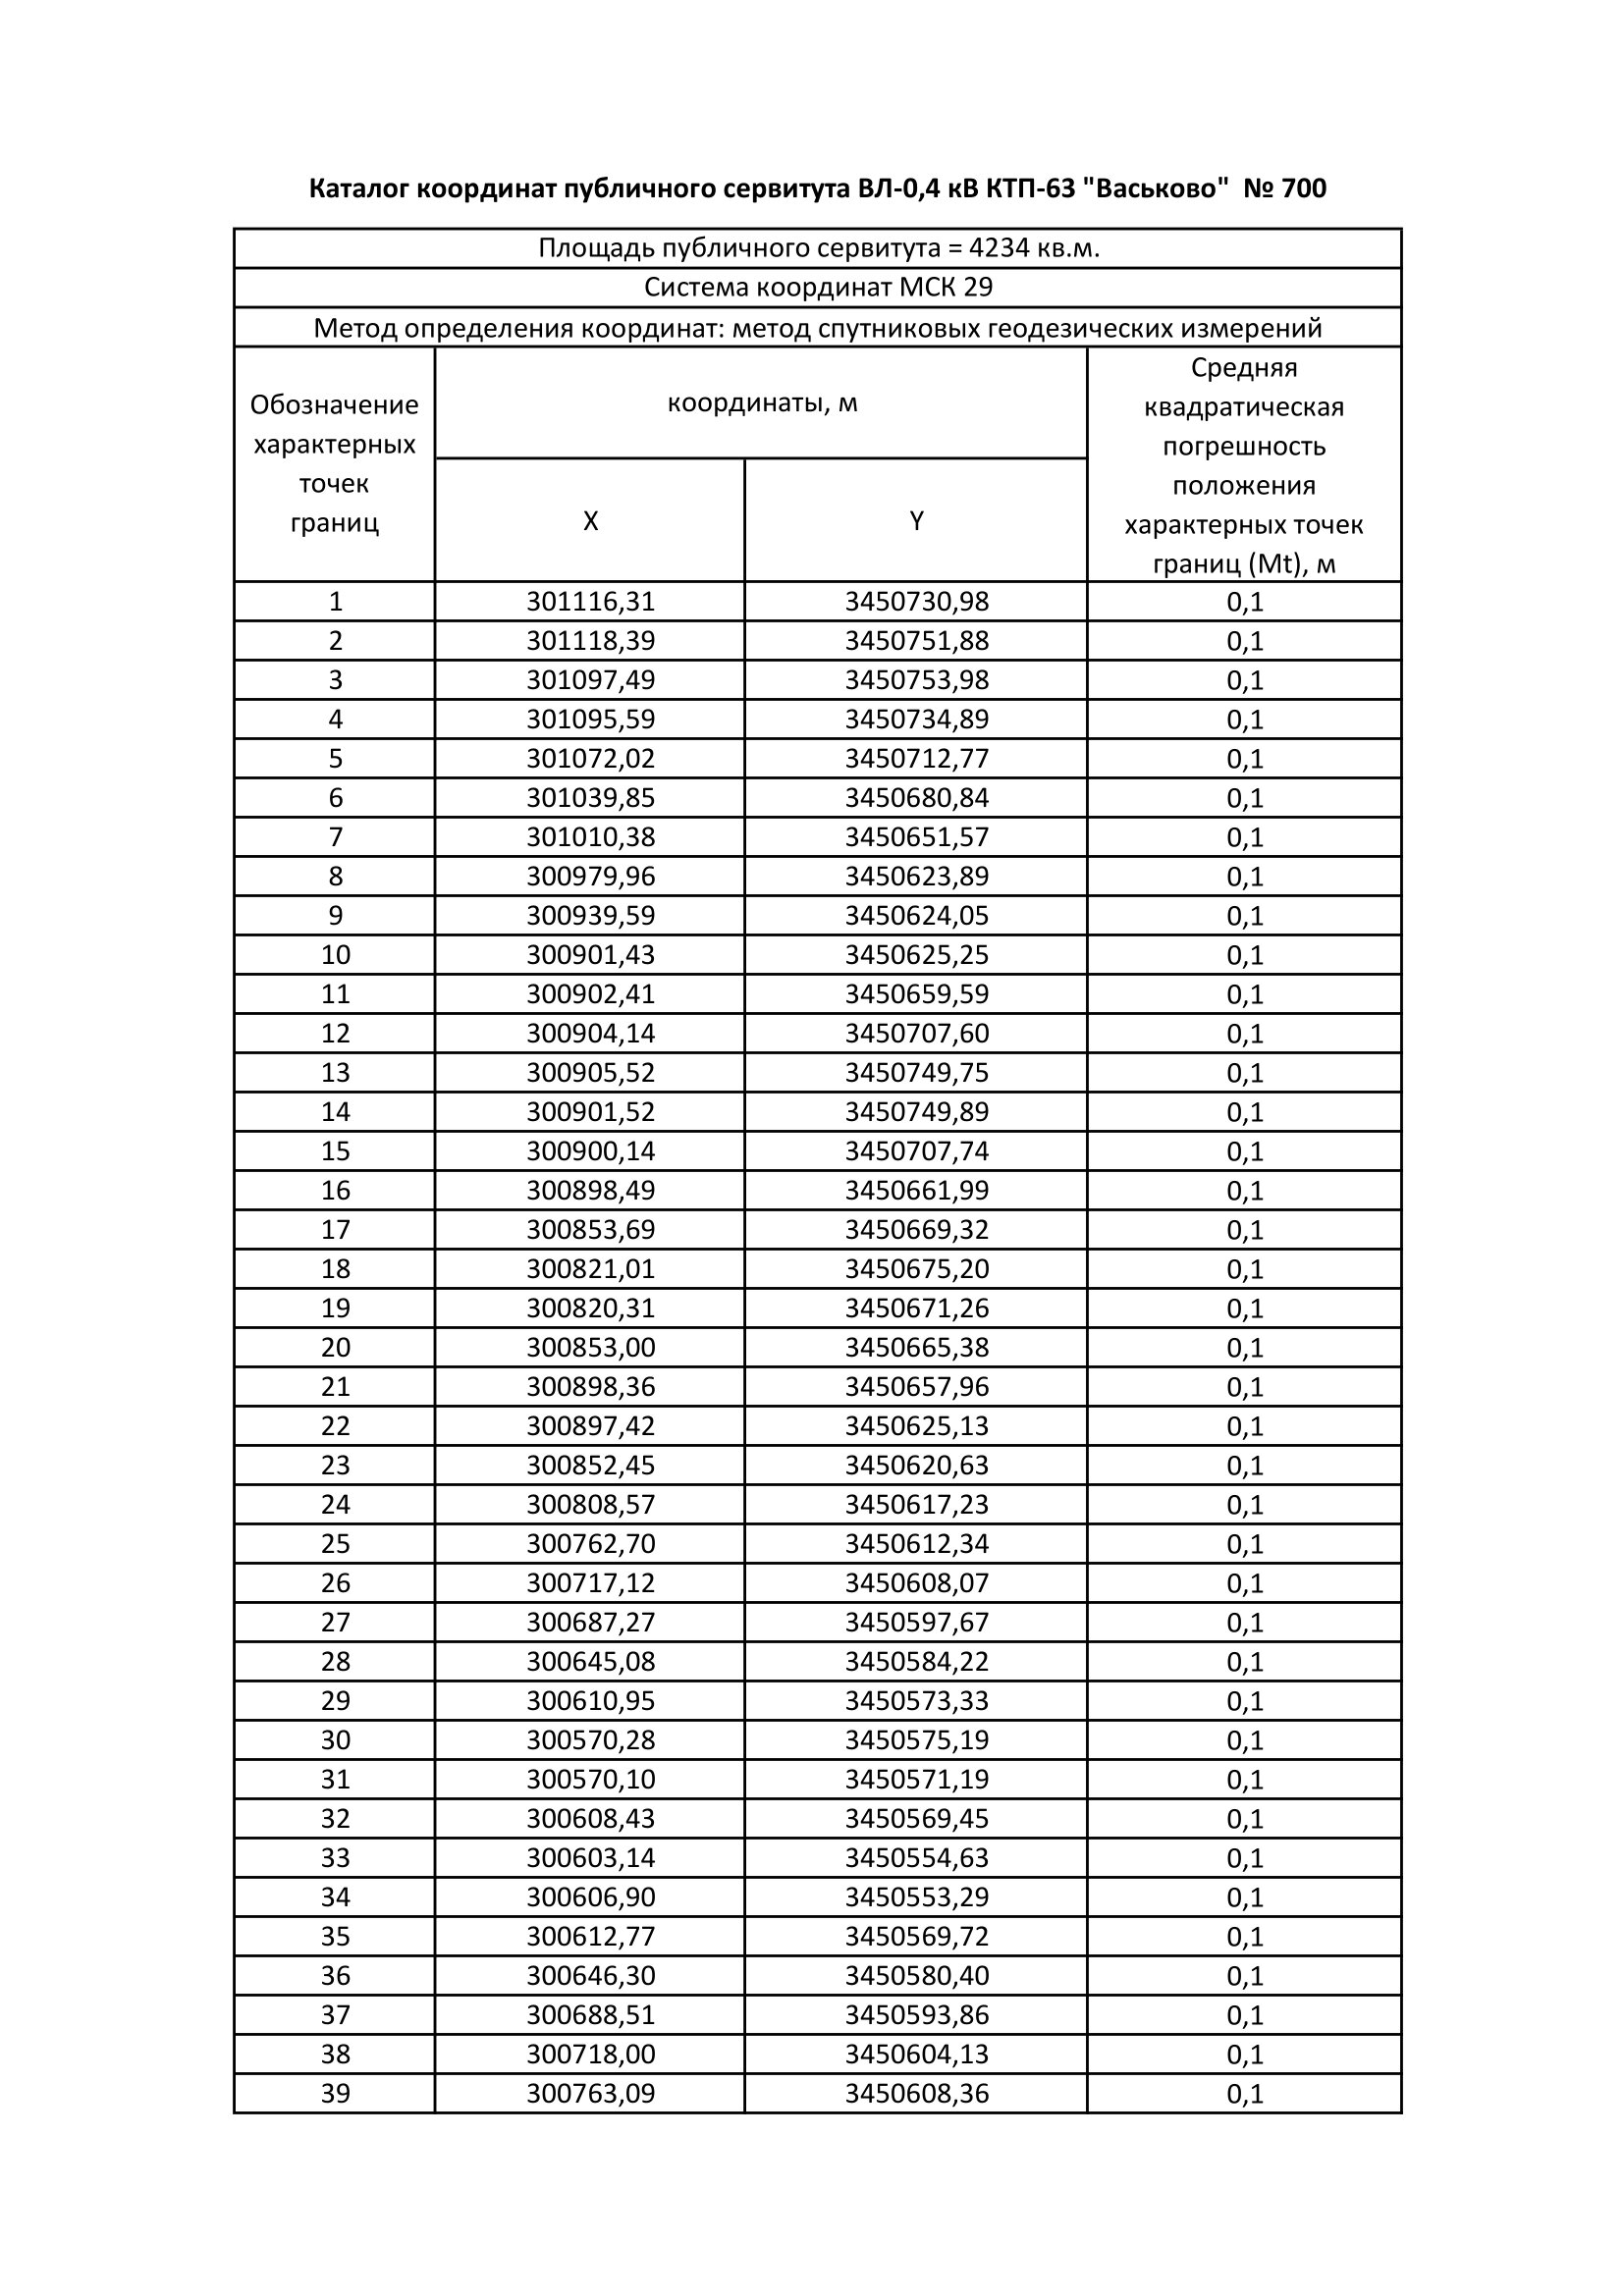 Каталог координат публичного сервитута ВЛ-0,4 кВ КТП-63 "Васьково"  № 700
Площадь публичного сервитута = 4234 кв.м.
Система координат МСК 29
Метод определения координат: метод спутниковых геодезических измерений
Обозначение
характерных
точек
границ
координаты, м
X
Y
Средняя
квадратическая
погрешность
положения
характерных точек
границ (Mt), м
1 301116,31 3450730,98 0,1
2 301118,39 3450751,88 0,1
3 301097,49 3450753,98 0,1
4 301095,59 3450734,89 0,1
5 301072,02 3450712,77 0,1
6 301039,85 3450680,84 0,1
7 301010,38 3450651,57 0,1
8 300979,96 3450623,89 0,1
9 300939,59 3450624,05 0,1
10 300901,43 3450625,25 0,1
11 300902,41 3450659,59 0,1
12 300904,14 3450707,60 0,1
13 300905,52 3450749,75 0,1
14 300901,52 3450749,89 0,1
15 300900,14 3450707,74 0,1
16 300898,49 3450661,99 0,1
17 300853,69 3450669,32 0,1
18 300821,01 3450675,20 0,1
19 300820,31 3450671,26 0,1
20 300853,00 3450665,38 0,1
21 300898,36 3450657,96 0,1
22 300897,42 3450625,13 0,1
23 300852,45 3450620,63 0,1
24 300808,57 3450617,23 0,1
25 300762,70 3450612,34 0,1
26 300717,12 3450608,07 0,1
27 300687,27 3450597,67 0,1
28 300645,08 3450584,22 0,1
29 300610,95 3450573,33 0,1
30 300570,28 3450575,19 0,1
31 300570,10 3450571,19 0,1
32 300608,43 3450569,45 0,1
33 300603,14 3450554,63 0,1
34 300606,90 3450553,29 0,1
35 300612,77 3450569,72 0,1
36 300646,30 3450580,40 0,1
37 300688,51 3450593,86 0,1
38 300718,00 3450604,13 0,1
39 300763,09 3450608,36 0,1